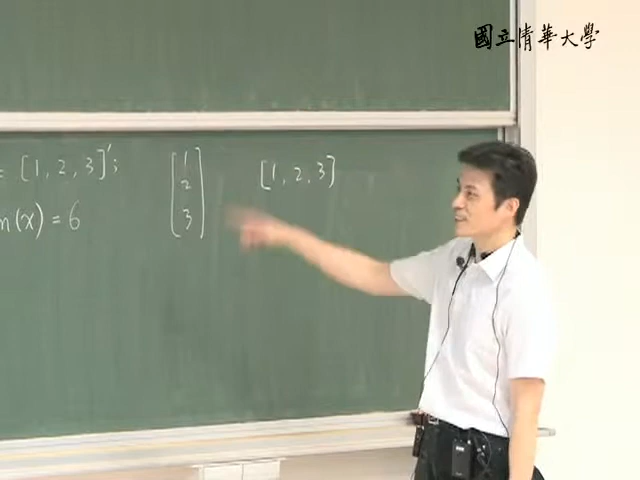 國立清華大學
= [1, 2, 3]';
n(x) = 6
[1
2
3]
[1, 2, 3]